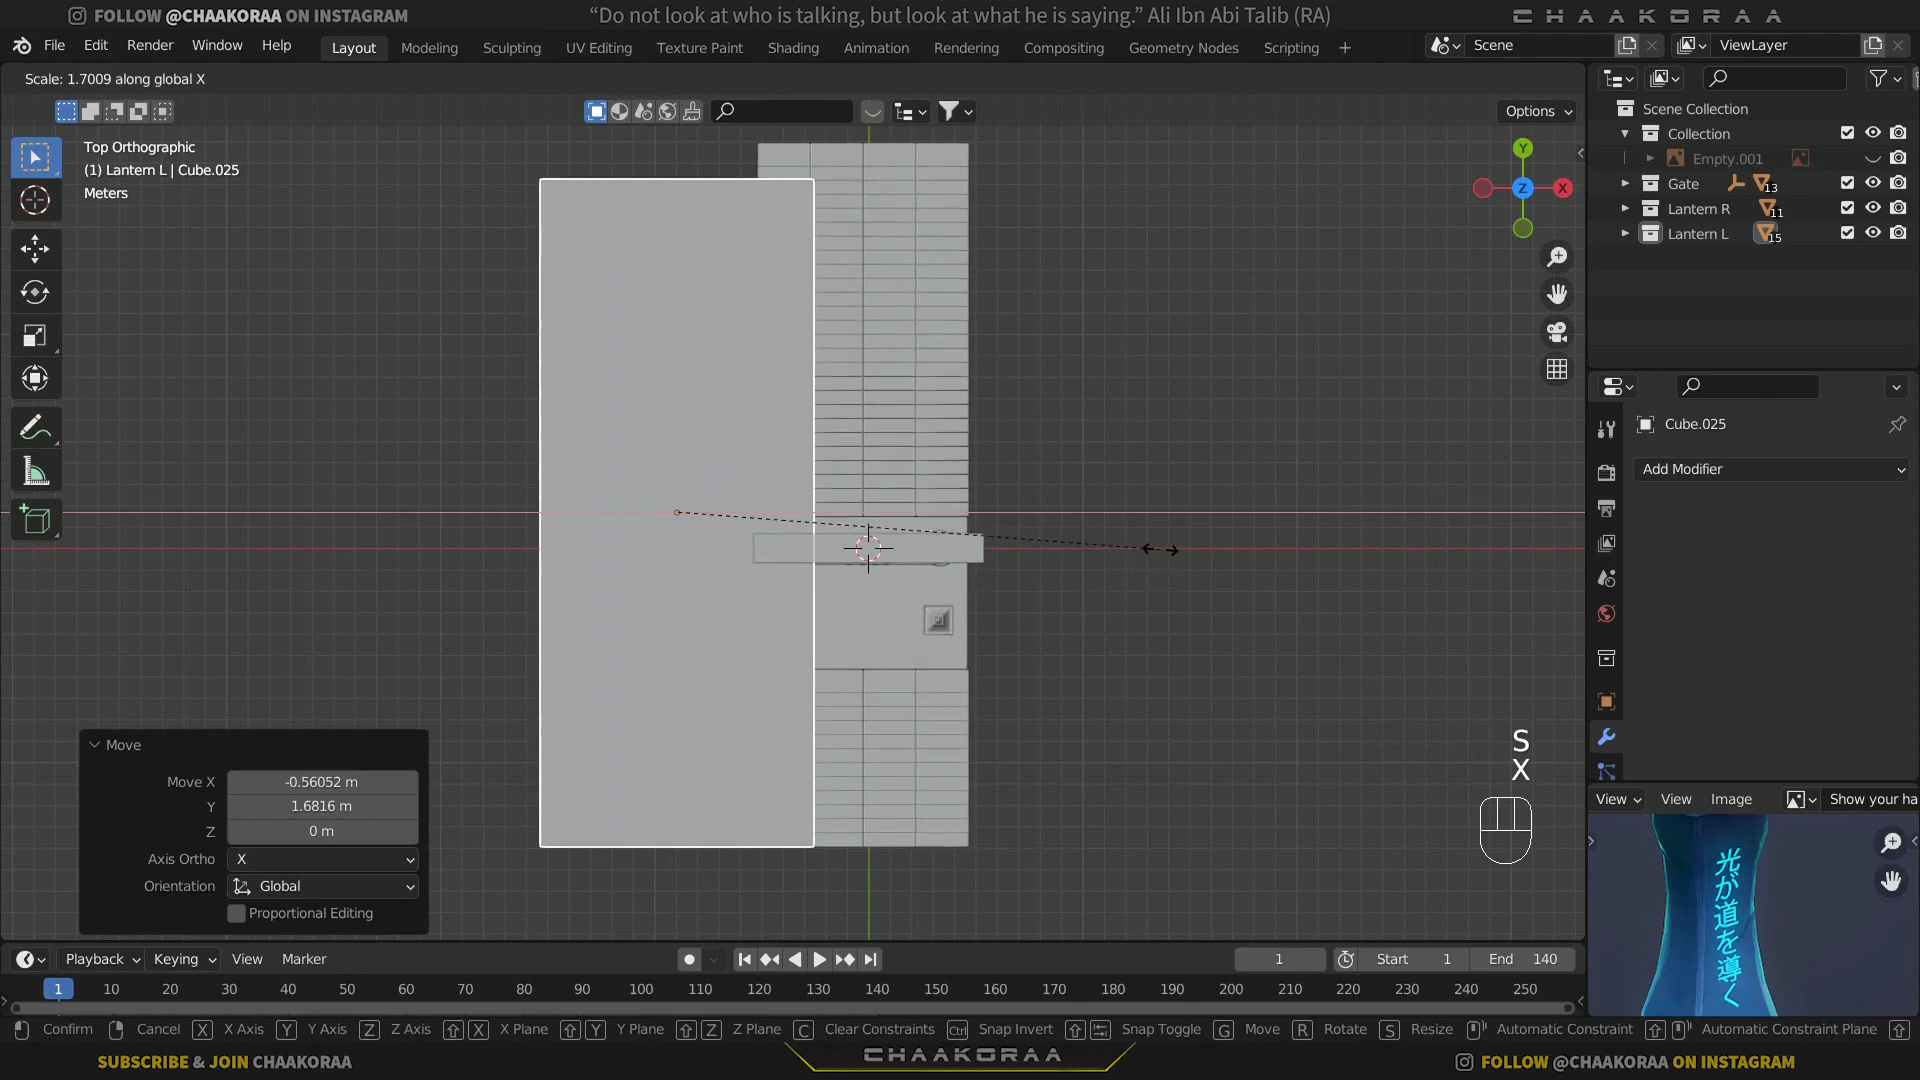 FOLLOW @CHAAKORAA ON INSTAGRAM
“Do not look at who is talking, but look at what he is saying.” Ali Ibn Abi Talib (RA)
CHAAKORAA
File Edit Render Window Help
Layout Modeling Sculpting UV Editing Texture Paint Shading Animation Rendering Compositing Geometry Nodes Scripting +
Scene
ViewLayer
Scale: 1.7009 along global X
Options
Top Orthographic
(1) Lantern L | Cube.025
Meters
Y
Z
X
Scene Collection
Collection
Empty.001
Gate 13
Lantern R 11
Lantern L 15
Cube.025
Add Modifier
Move
Move X -0.56052 m
Y 1.6816 m
Z 0 m
Axis Ortho X
Orientation Global
Proportional Editing
S
X
View View Image Show your ha
光が道を導く
Playback Keying View Marker
1 Start 1 End 140
1 10 20 30 40 50 60 70 80 90 100 110 120 130 140 150 160 170 180 190 200 210 220 230 240 250
Confirm Cancel X X Axis Y Y Axis Z Z Axis X X Plane Y Y Plane Z Z Plane C Clear Constraints Ctrl Snap Invert Snap Toggle G Move R Rotate S Resize Automatic Constraint Automatic Constraint Plane
SUBSCRIBE & JOIN CHAAKORAA
CHAAKORAA
FOLLOW @CHAAKORAA ON INSTAGRAM